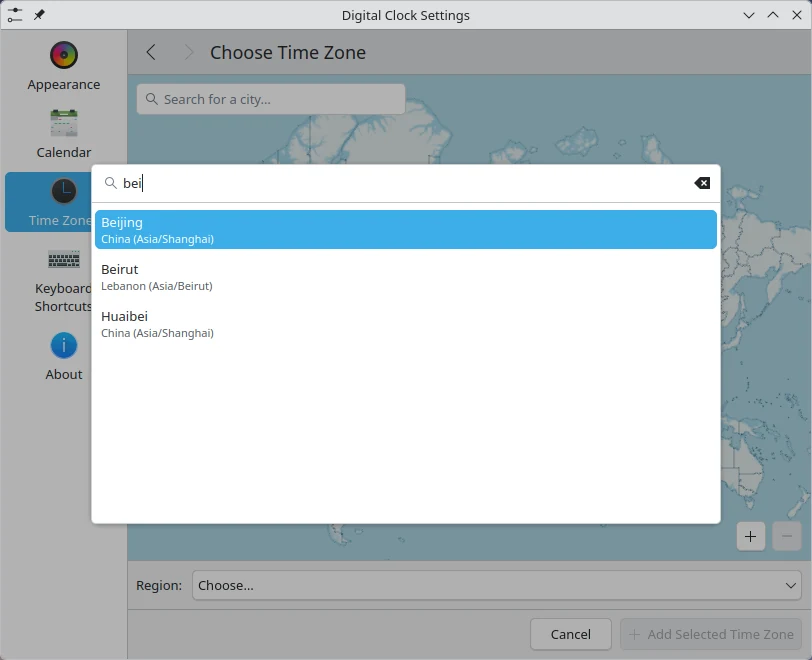 Digital Clock Settings
Appearance
Calendar
Time Zone
Keyboard
Shortcuts
About
Choose Time Zone
Search for a city...
bei
Beijing
China (Asia/Shanghai)
Beirut
Lebanon (Asia/Beirut)
Huaibei
China (Asia/Shanghai)
Region:
Choose...
Cancel
Add Selected Time Zone